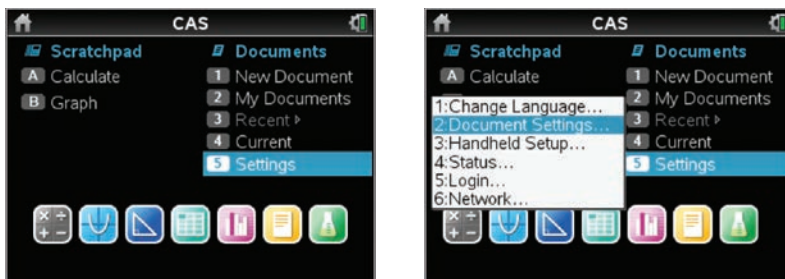 CAS
Scratchpad
A Calculate
B Graph
Documents
1 New Document
2 My Documents
3 Recent ▸
4 Current
5 Settings
CAS
Scratchpad
A Calculate
Documents
1 New Document
2 My Documents
3 Recent ▸
4 Current
5 Settings
1:Change Language...
2:Document Settings...
3:Handheld Setup...
4:Status...
5:Login...
6:Network...